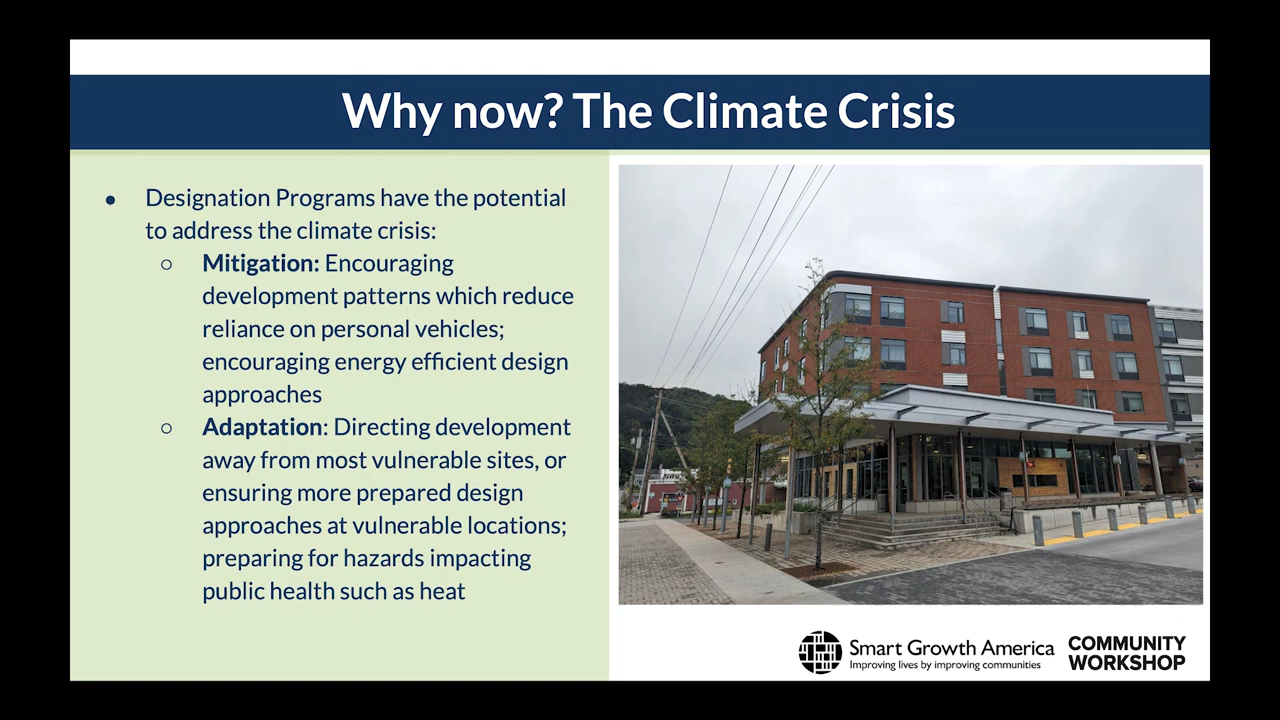 Why now? The Climate Crisis
● Designation Programs have the potential
to address the climate crisis:
○ Mitigation: Encouraging
development patterns which reduce
reliance on personal vehicles;
encouraging energy efficient design
approaches
○ Adaptation: Directing development
away from most vulnerable sites, or
ensuring more prepared design
approaches at vulnerable locations;
preparing for hazards impacting
public health such as heat
Smart Growth America
Improving lives by improving communities
COMMUNITY
WORKSHOP